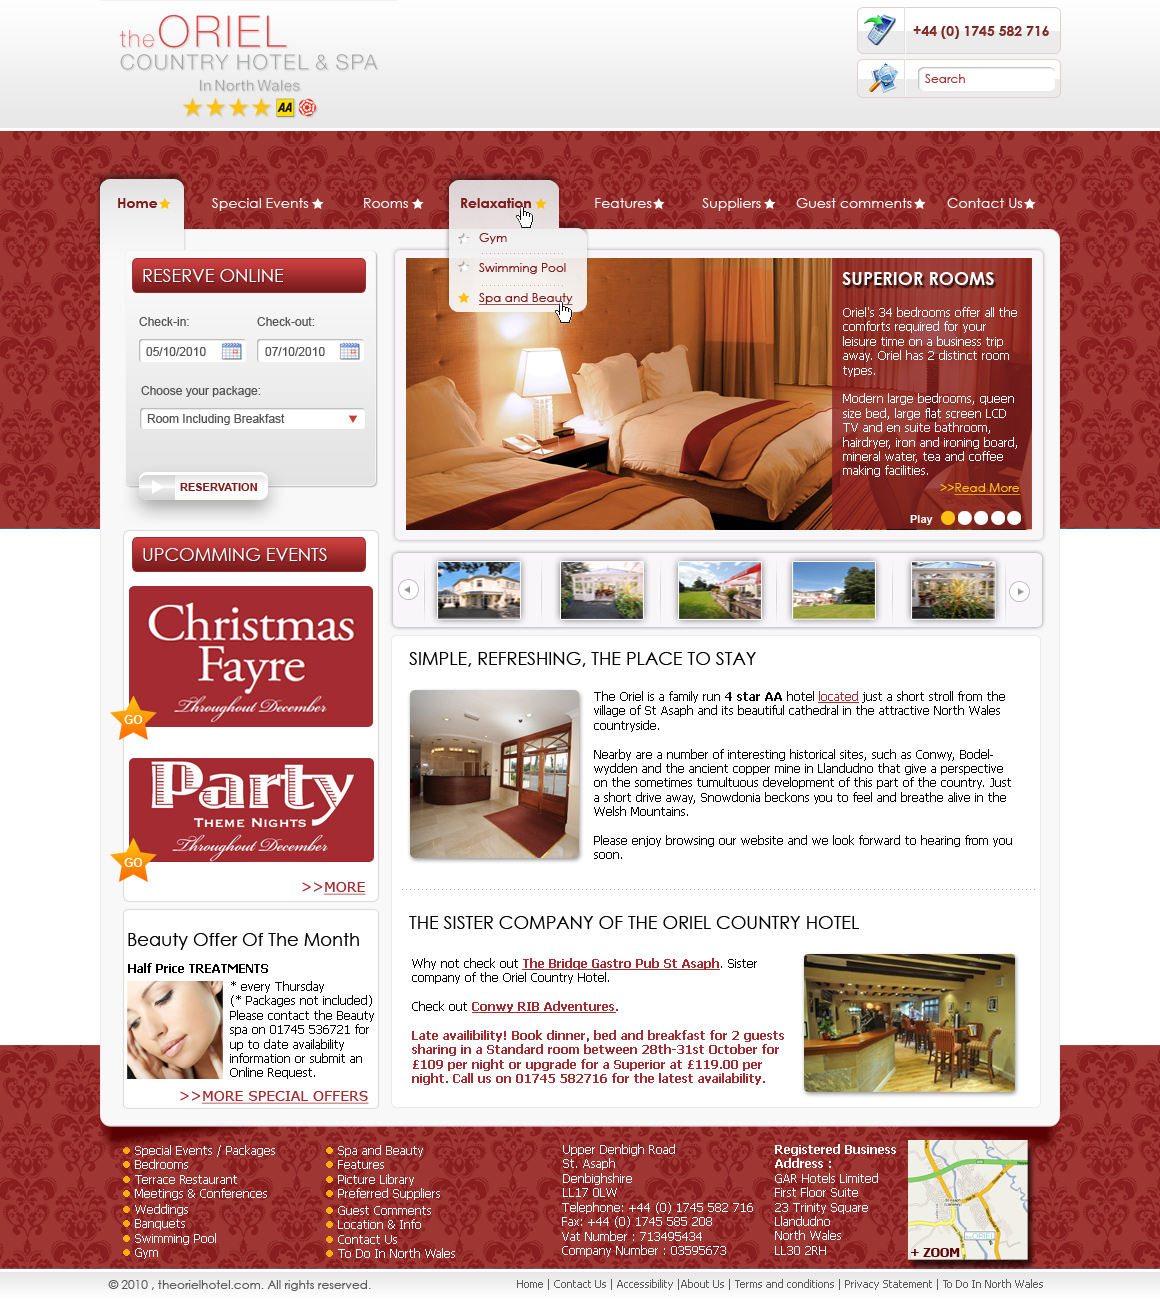 the ORIEL
COUNTRY HOTEL & SPA
In North Wales
AA
+44 (0) 1745 582 716
Search
Home
Special Events
Rooms
Relaxation
Features
Suppliers
Guest comments
Contact Us
Gym
Swimming Pool
Spa and Beauty
RESERVE ONLINE
Check-in:
Check-out:
05/10/2010
07/10/2010
Choose your package:
Room Including Breakfast
RESERVATION
SUPERIOR ROOMS
Oriel's 34 bedrooms offer all the
comforts required for your
leisure time on a business trip
away. Oriel has 2 distinct room
types.
Modern large bedrooms, queen
size bed, large flat screen LCD
TV and en suite bathroom,
hairdryer, iron and ironing board,
mineral water, tea and coffee
making facilities.
>>Read More
Play
UPCOMMING EVENTS
Christmas
Fayre
Throughout December
GO
Party
THEME NIGHTS
Throughout December
GO
>>MORE
Beauty Offer Of The Month
Half Price TREATMENTS
* every Thursday
(* Packages not included)
Please contact the Beauty
spa on 01745 536721 for
up to date availability
information or submit an
Online Request.
>>MORE SPECIAL OFFERS
SIMPLE, REFRESHING, THE PLACE TO STAY
The Oriel is a family run 4 star AA hotel located just a short stroll from the
village of St Asaph and its beautiful cathedral in the attractive North Wales
countryside.
Nearby are a number of interesting historical sites, such as Conwy, Bodel-
wydden and the ancient copper mine in Llandudno that give a perspective
on the sometimes tumultuous development of this part of the country. Just
a short drive away, Snowdonia beckons you to feel and breathe alive in the
Welsh Mountains.
Please enjoy browsing our website and we look forward to hearing from you
soon.
THE SISTER COMPANY OF THE ORIEL COUNTRY HOTEL
Why not check out The Bridge Gastro Pub St Asaph. Sister
company of the Oriel Country Hotel.
Check out Conwy RIB Adventures.
Late availibility! Book dinner, bed and breakfast for 2 guests
sharing in a Standard room between 28th-31st October for
£109 per night or upgrade for a Superior at £119.00 per
night. Call us on 01745 582716 for the latest availability.
Special Events / Packages
Bedrooms
Terrace Restaurant
Meetings & Conferences
Weddings
Banquets
Swimming Pool
Gym
Spa and Beauty
Features
Picture Library
Preferred Suppliers
Guest Comments
Location & Info
Contact Us
To Do In North Wales
Upper Denbigh Road
St. Asaph
Denbighshire
LL17 0LW
Telephone: +44 (0) 1745 582 716
Fax: +44 (0) 1745 585 208
Vat Number : 713495434
Company Number : 03595673
Registered Business
Address :
GAR Hotels Limited
First Floor Suite
23 Trinity Square
Llandudno
North Wales
LL30 2RH
+ ZOOM
© 2010 , theorielhotel.com. All rights reserved.
Home | Contact Us | Accessibility |About Us | Terms and conditions | Privacy Statement | To Do In North Wales